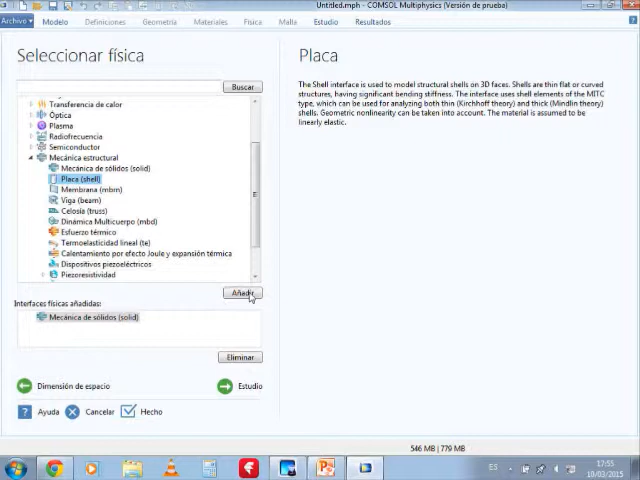 Untitled.mph - COMSOL Multiphysics (Versión de prueba)
Archivo Modelo Definiciones Geometría Materiales Física Malla Estudio Resultados
Seleccionar física
Buscar
Transferencia de calor
Óptica
Plasma
Radiofrecuencia
Semiconductor
Mecánica estructural
Mecánica de sólidos (solid)
Placa (shell)
Membrana (mbrn)
Viga (beam)
Celosía (truss)
Dinámica Multicuerpo (mbd)
Esfuerzo térmico
Termoelasticidad lineal (te)
Calentamiento por efecto Joule y expansión térmica
Dispositivos piezoeléctricos
Piezoresistividad
Añadir
Interfaces físicas añadidas:
Mecánica de sólidos (solid)
Eliminar
Dimensión de espacio
Estudio
Ayuda
Cancelar
Hecho
Placa
The Shell interface is used to model structural shells on 3D faces. Shells are thin flat or curved
structures, having significant bending stiffness. The interface uses shell elements of the MITC
type, which can be used for analyzing both thin (Kirchhoff theory) and thick (Mindlin theory)
shells. Geometric nonlinearity can be taken into account. The material is assumed to be
linearly elastic.
546 MB | 779 MB
ES
17:55
10/03/2015